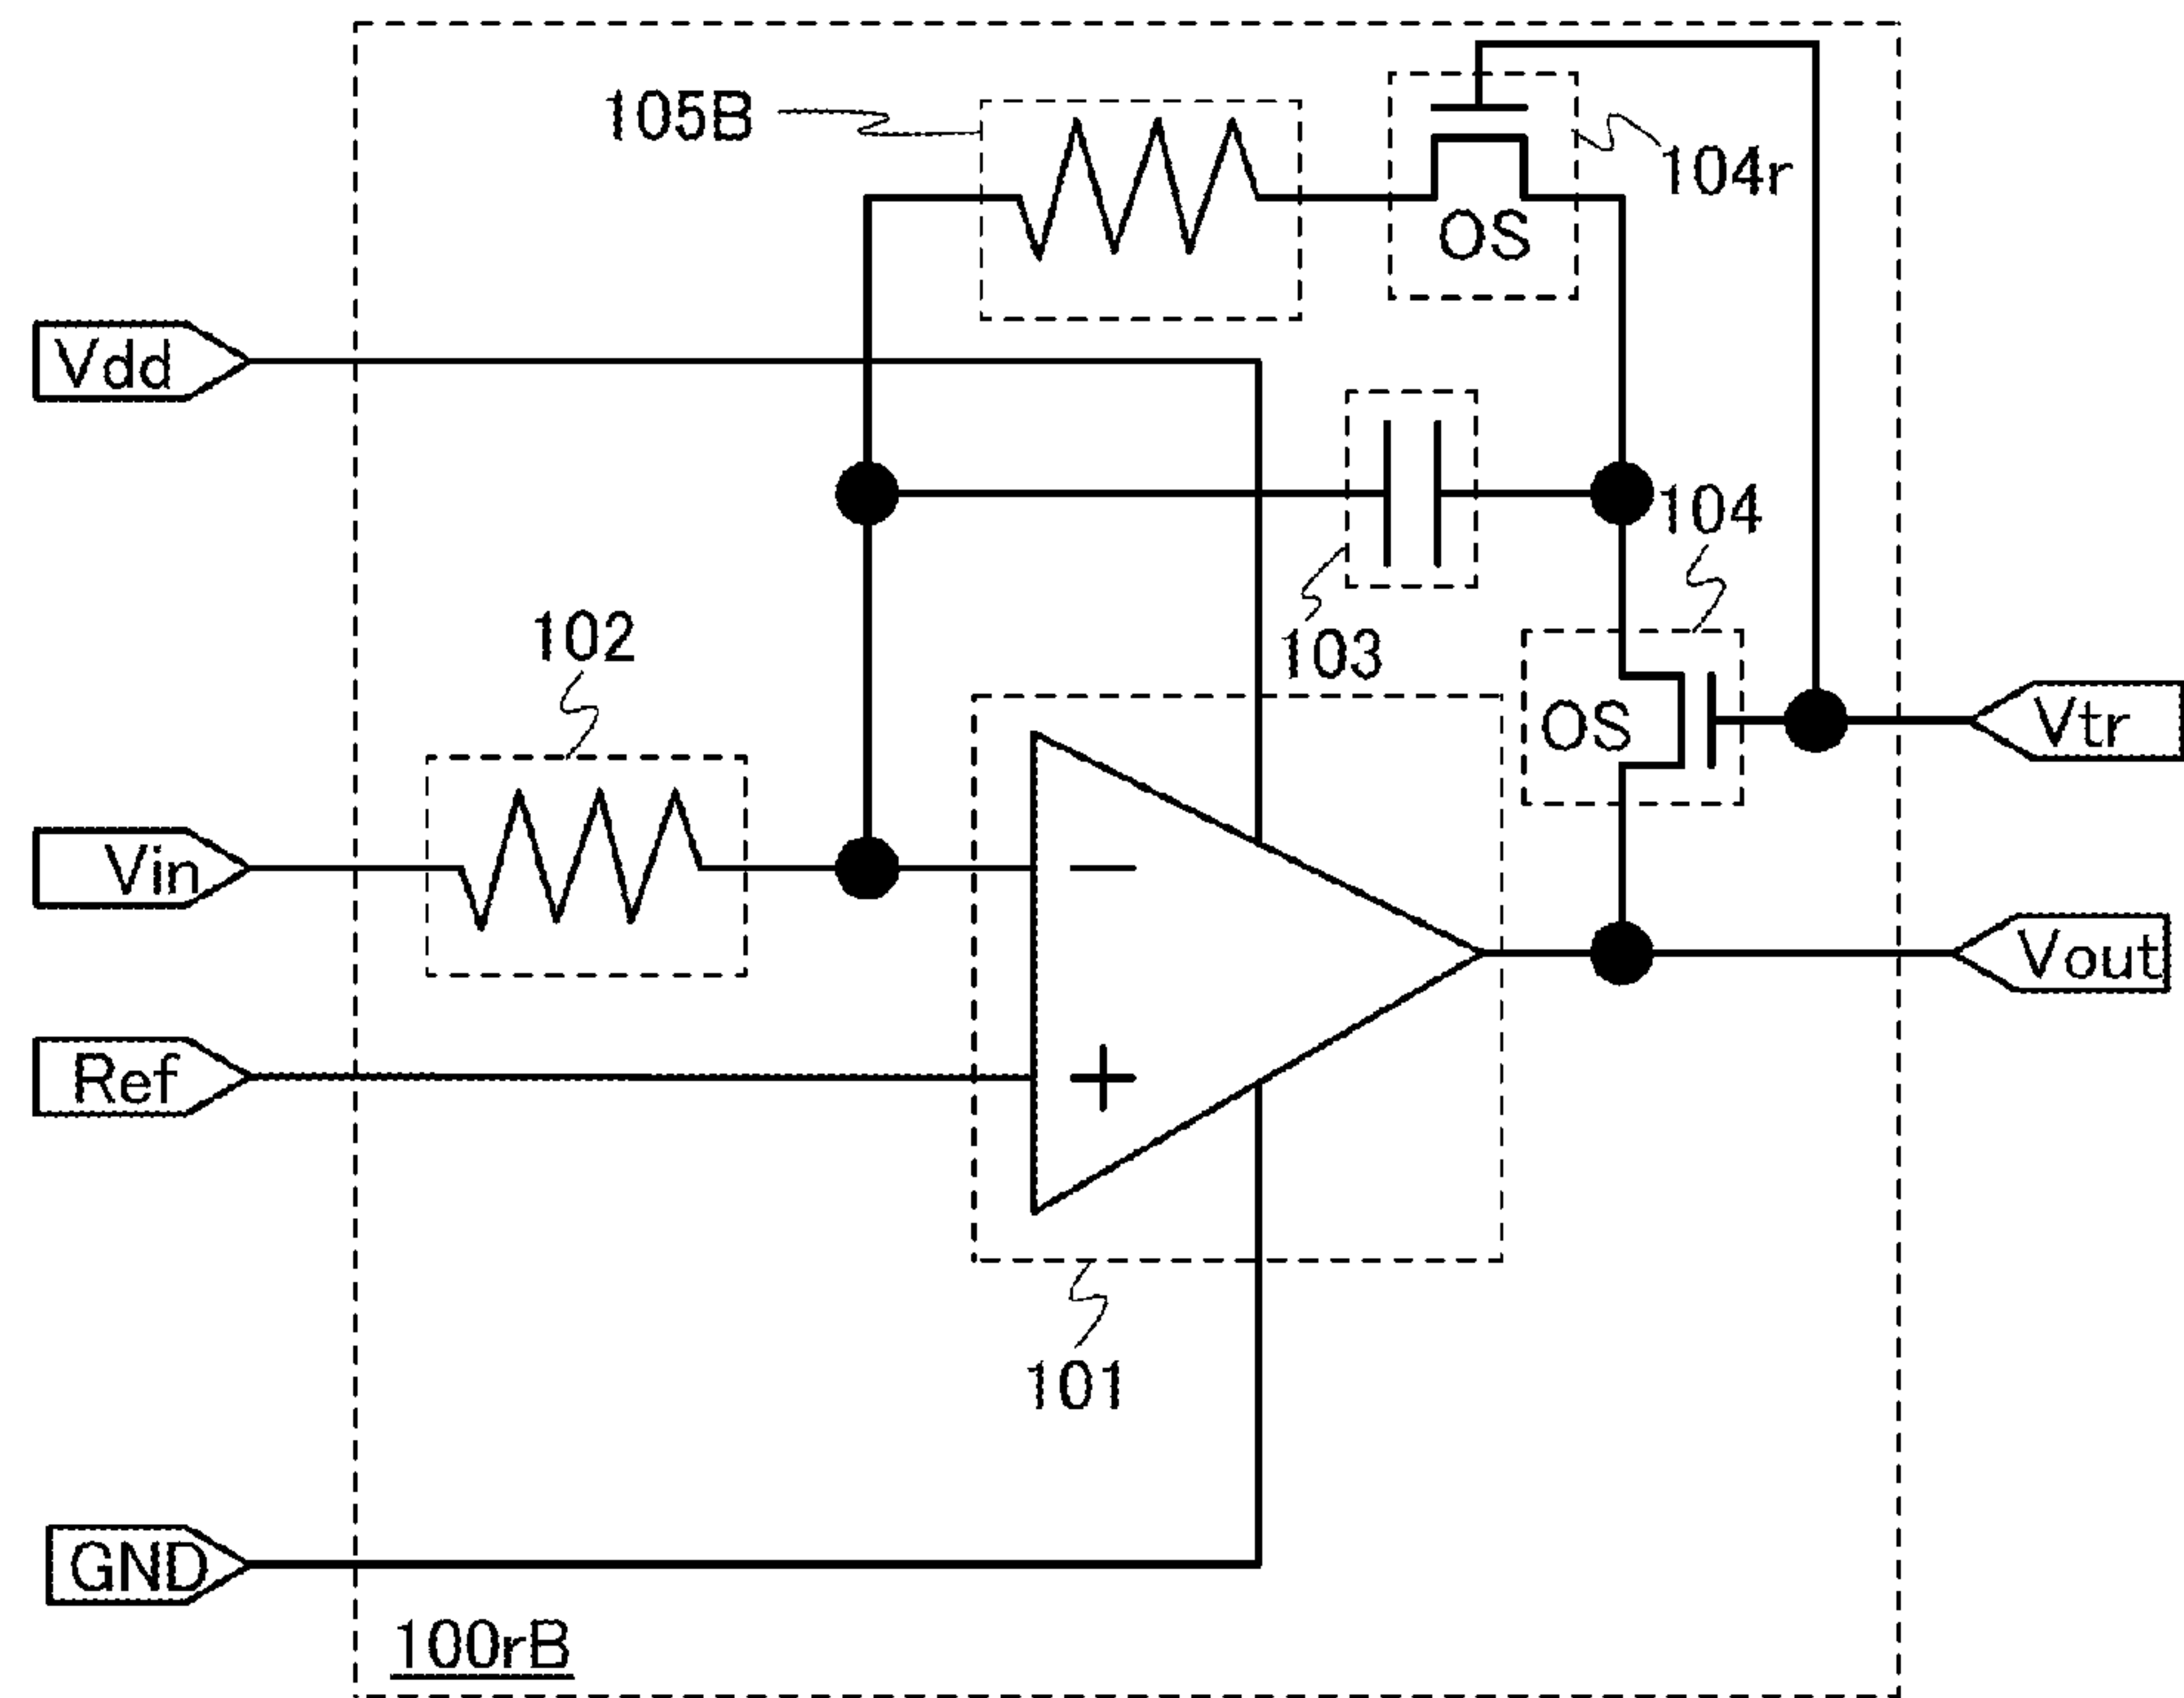 105B
104r
OS
Vdd
104
102
103
OS
Vtr
Vin
−
Vout
Ref
+
101
GND
100rB